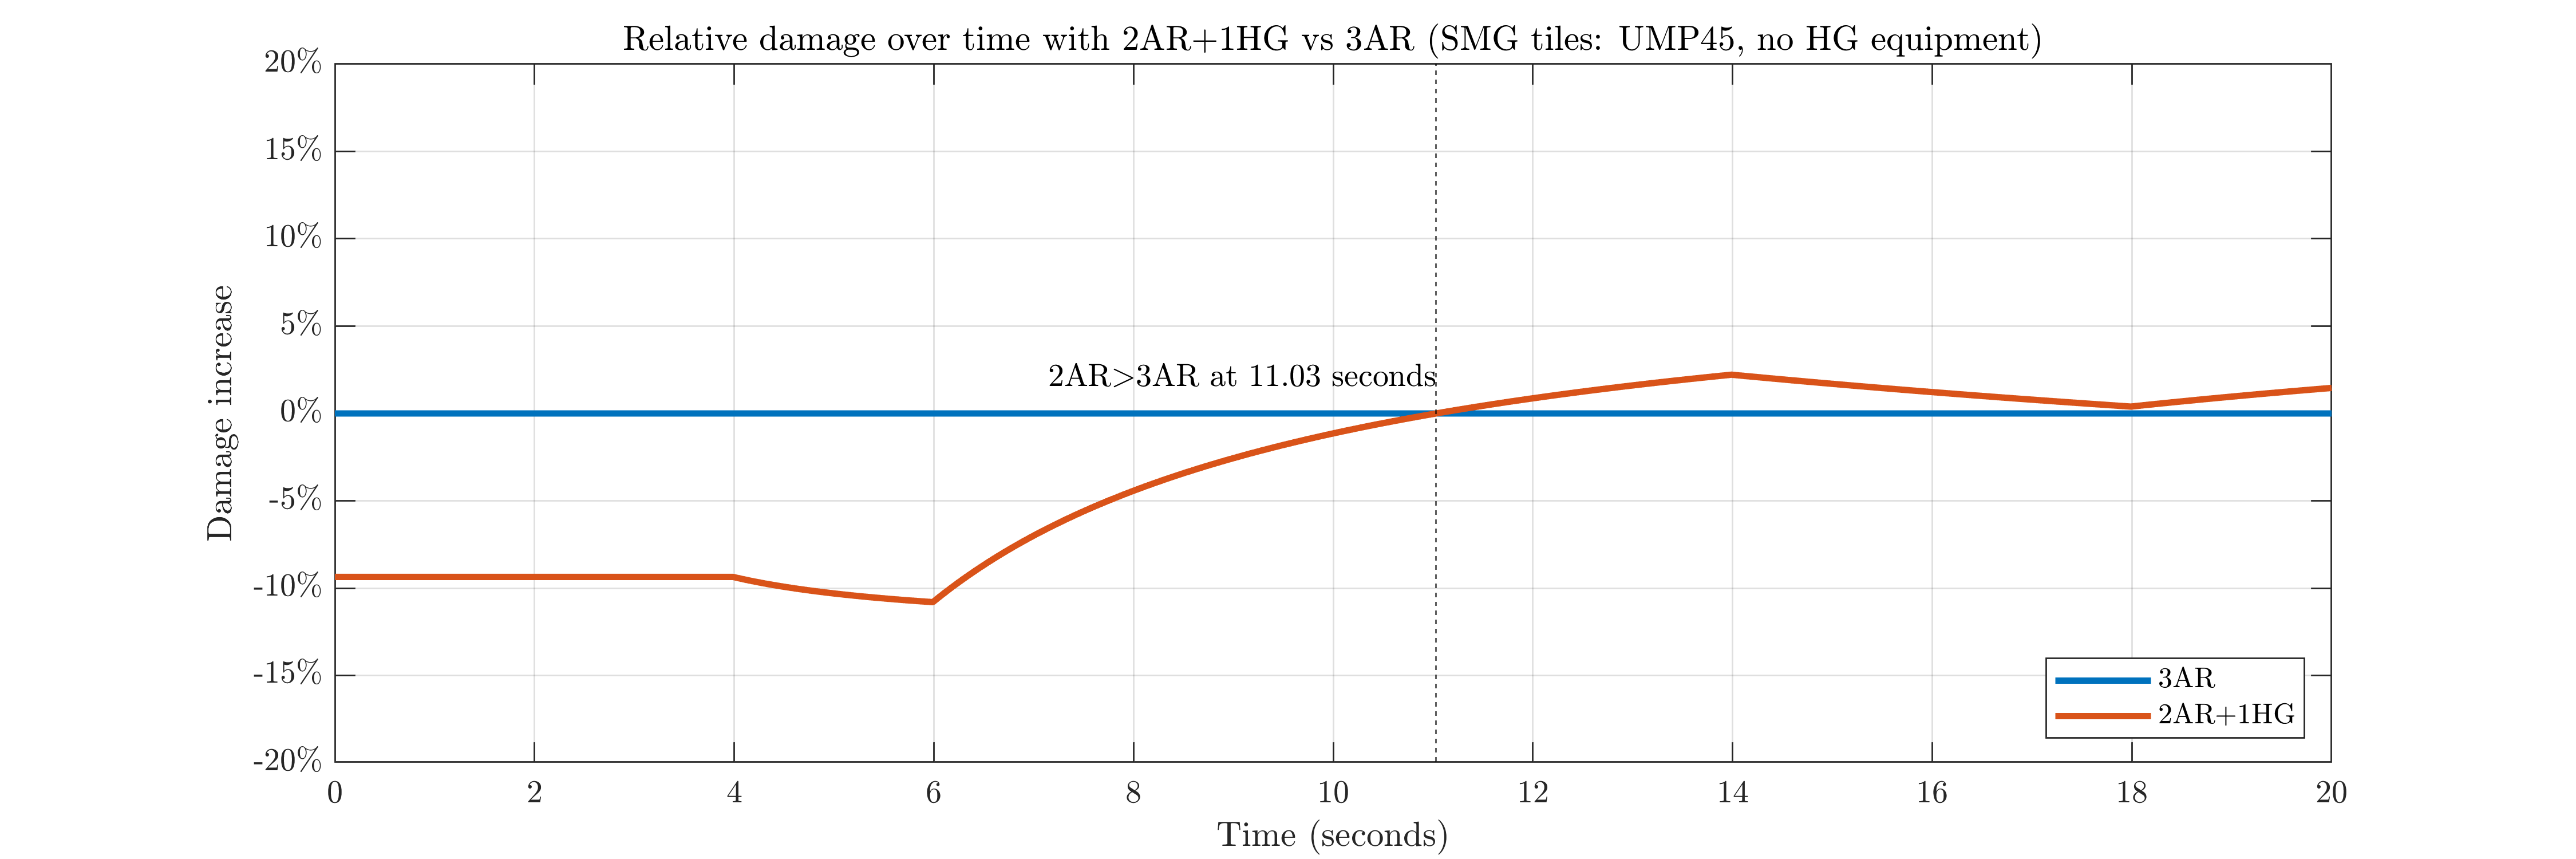 Relative damage over time with 2AR+1HG vs 3AR (SMG tiles: UMP45, no HG equipment)
20%
15%
10%
5%
0%
-5%
-10%
-15%
-20%
Damage increase
2AR>3AR at 11.03 seconds
3AR
2AR+1HG
0 2 4 6 8 10 12 14 16 18 20
Time (seconds)